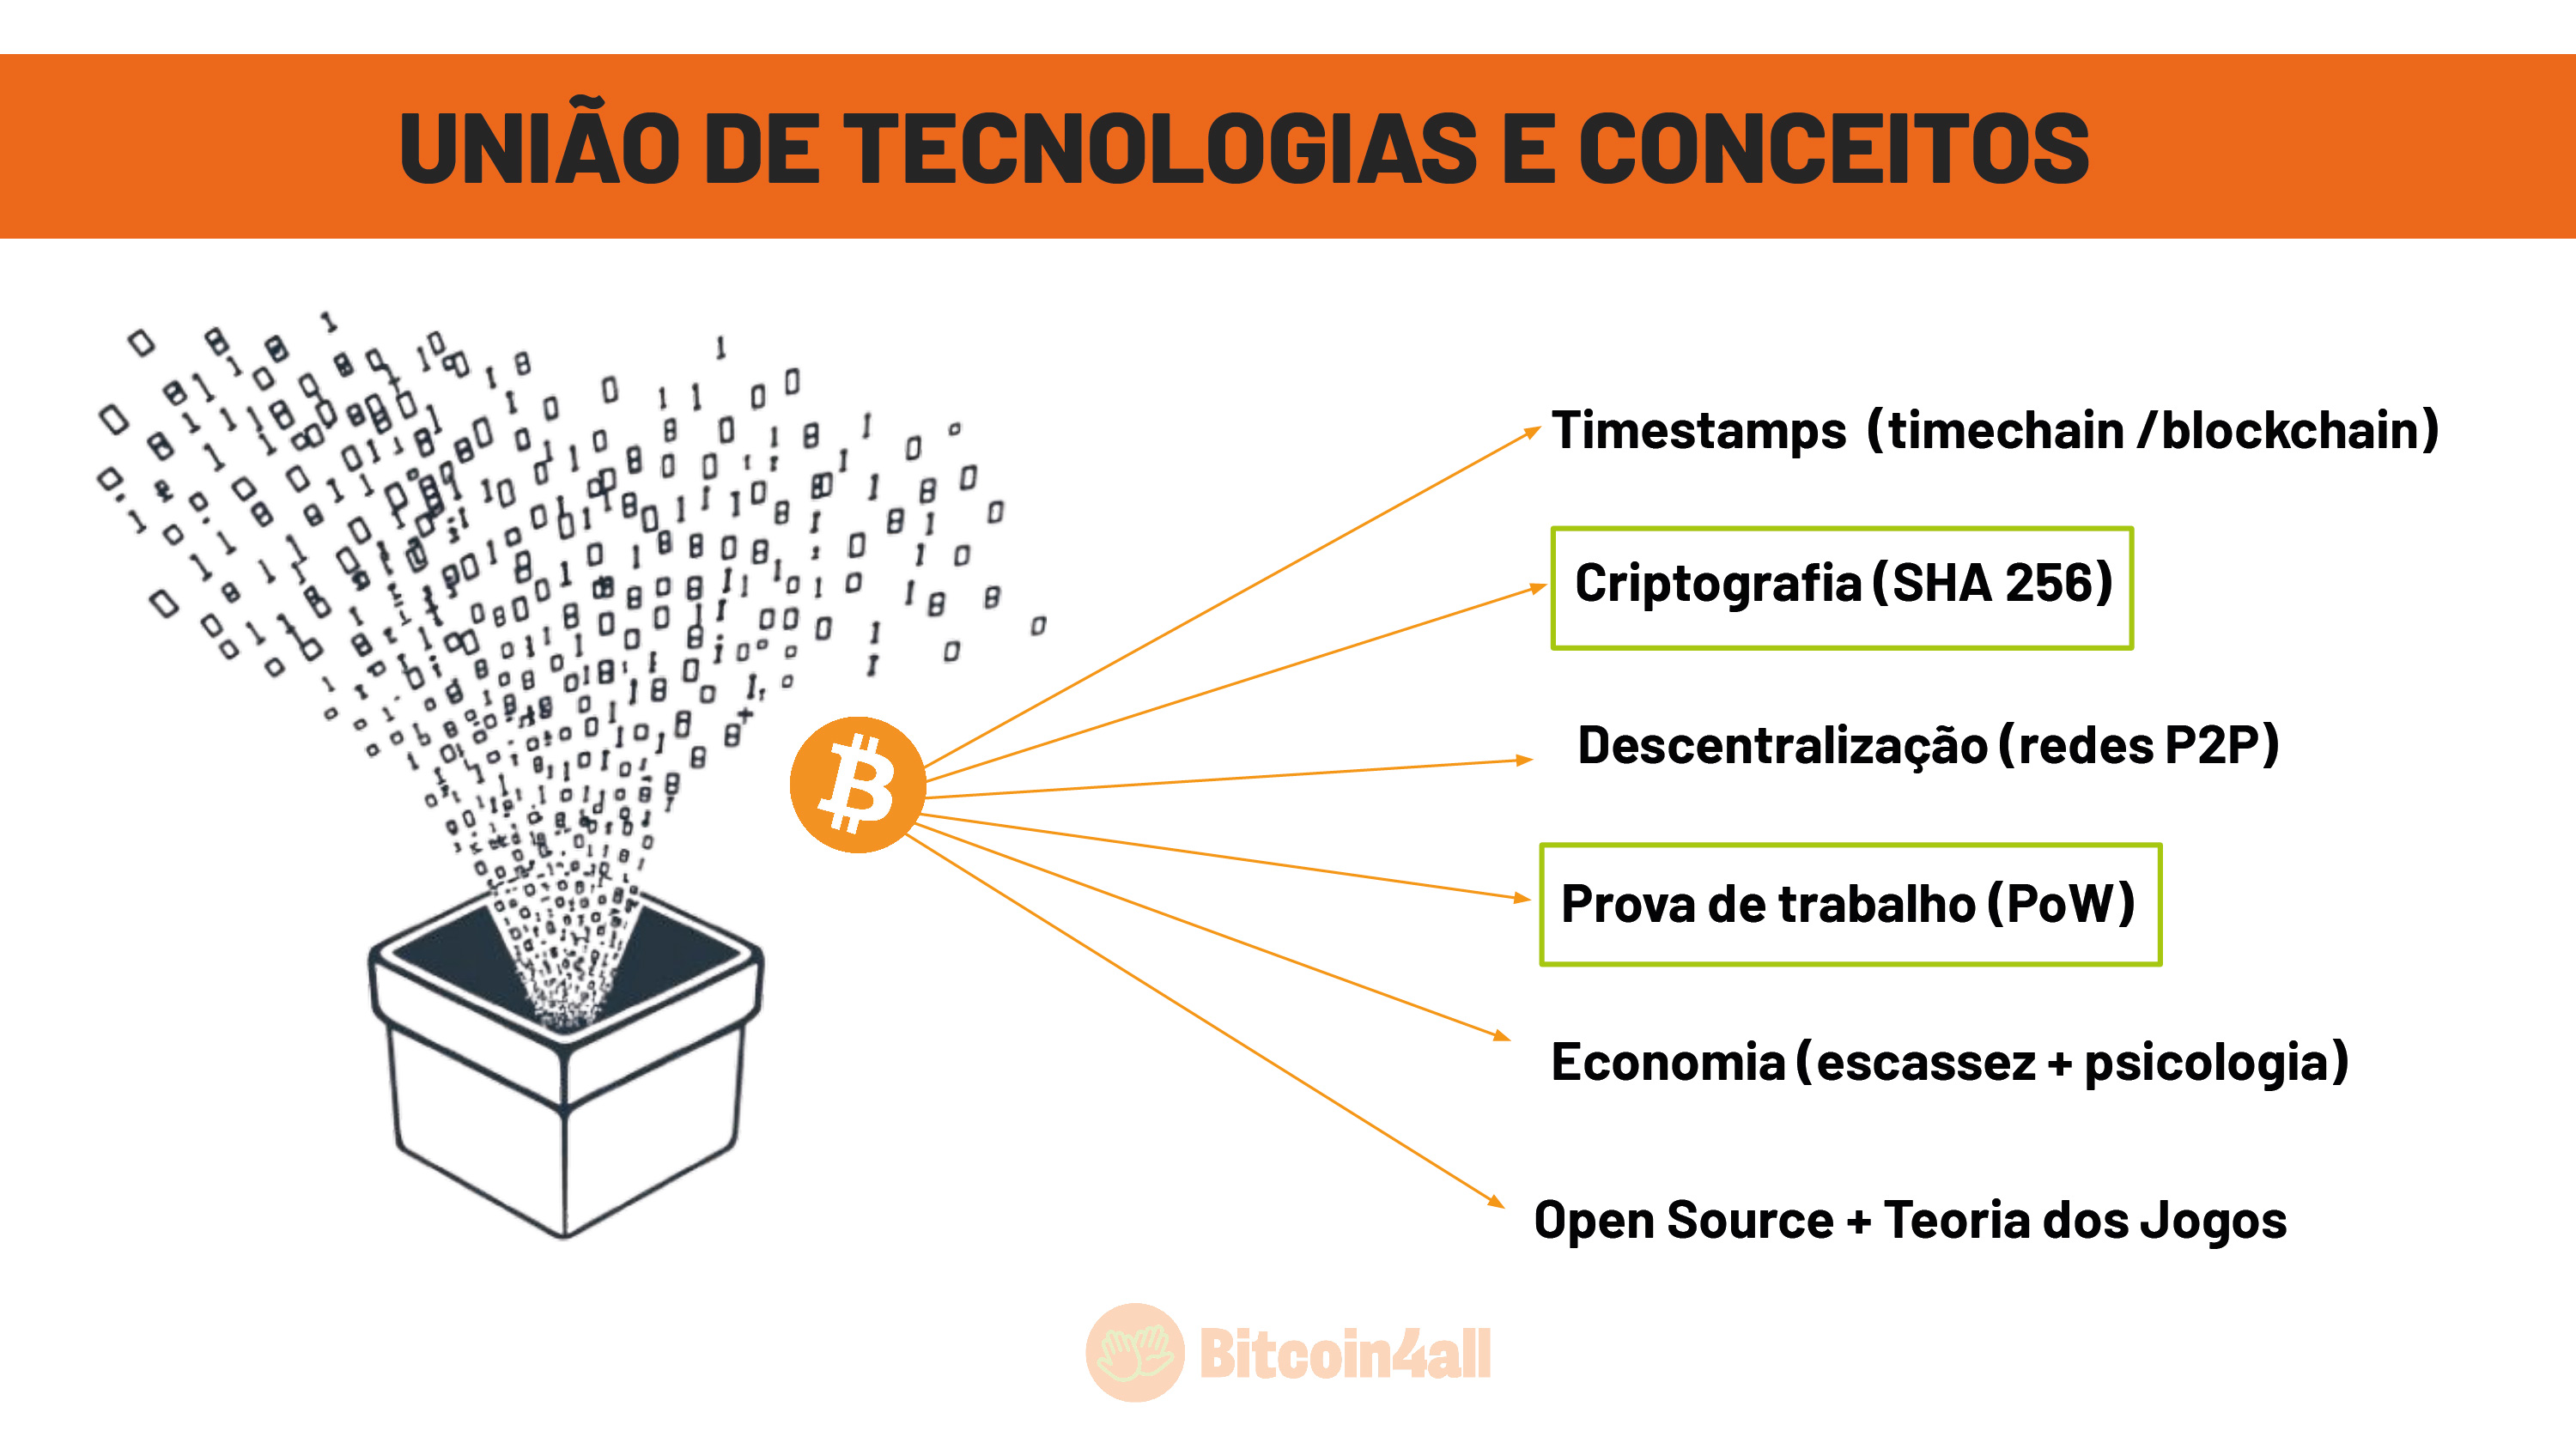 UNIÃO DE TECNOLOGIAS E CONCEITOS
Timestamps (timechain /blockchain)
Criptografia (SHA 256)
Descentralização (redes P2P)
Prova de trabalho (PoW)
Economia (escassez + psicologia)
Open Source + Teoria dos Jogos
Bitcoin4all